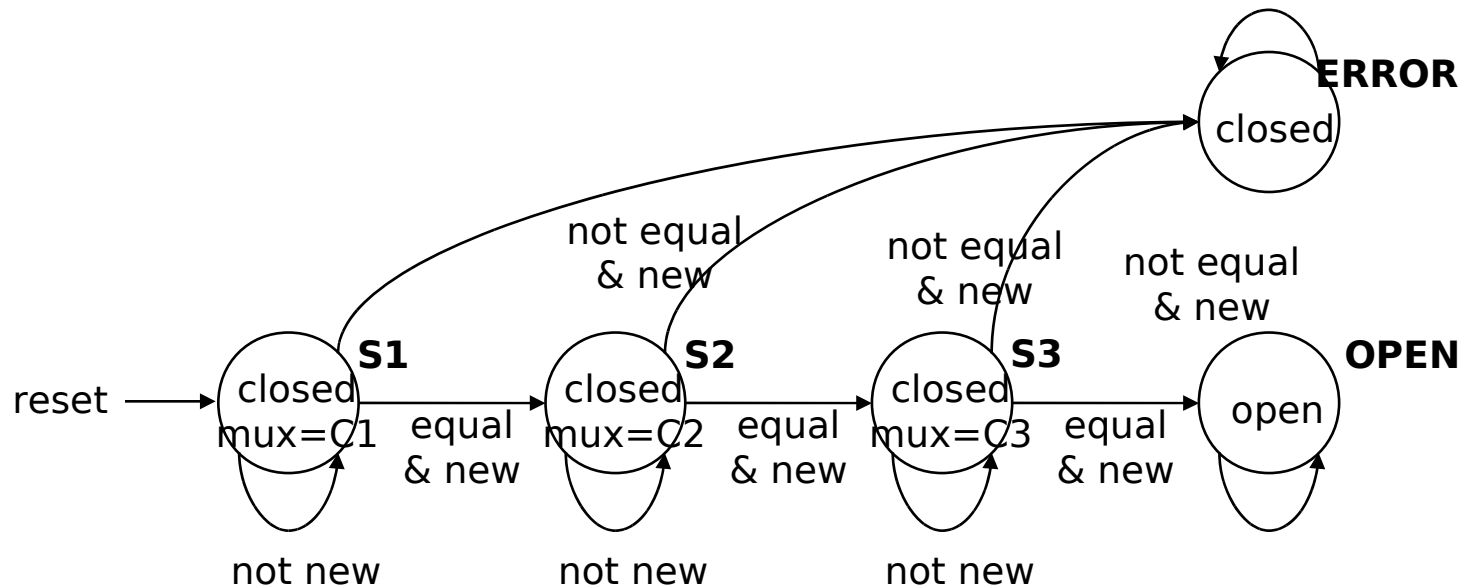 ERROR
closed
not equal
& new
not equal
& new
not equal
& new
S1
S2
S3
OPEN
reset
closed
mux=C1
closed
mux=C2
closed
mux=C3
open
equal
& new
equal
& new
equal
& new
not new
not new
not new